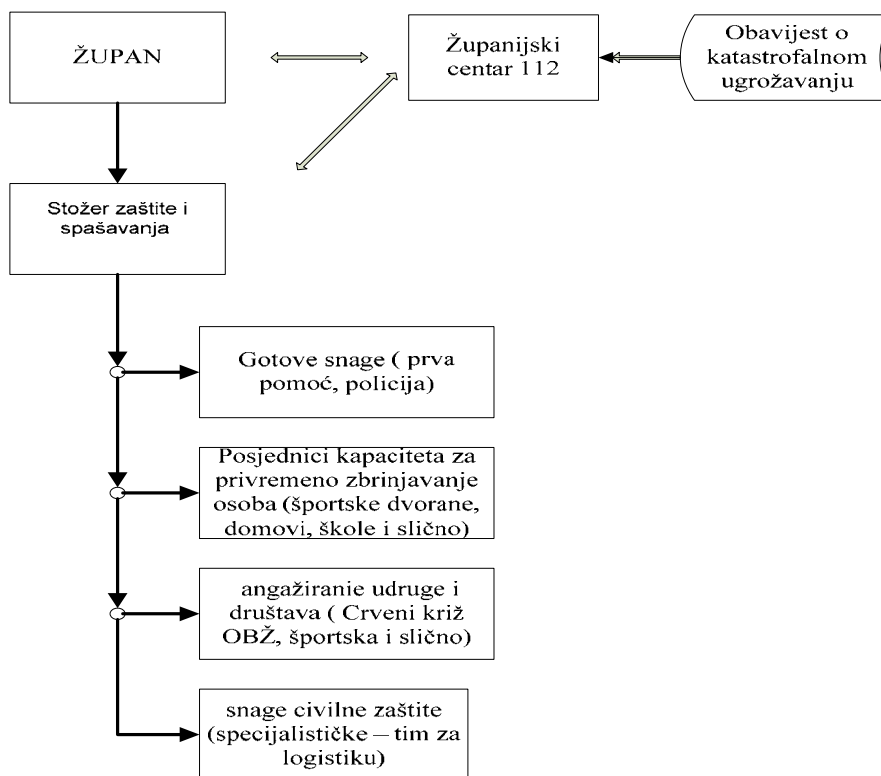 ŽUPAN
Županijski
centar 112
Obavijest o
katastrofalnom
ugrožavanju
Stožer zaštite i
spašavanja
Gotove snage ( prva
pomoć, policija)
Posjednici kapaciteta za
privremeno zbrinjavanje
osoba (športske dvorane,
domovi, škole i slično)
angažiranie udruge i
društava ( Crveni križ
OBŽ, športska i slično)
snage civilne zaštite
(specijalističke – tim za
logistiku)